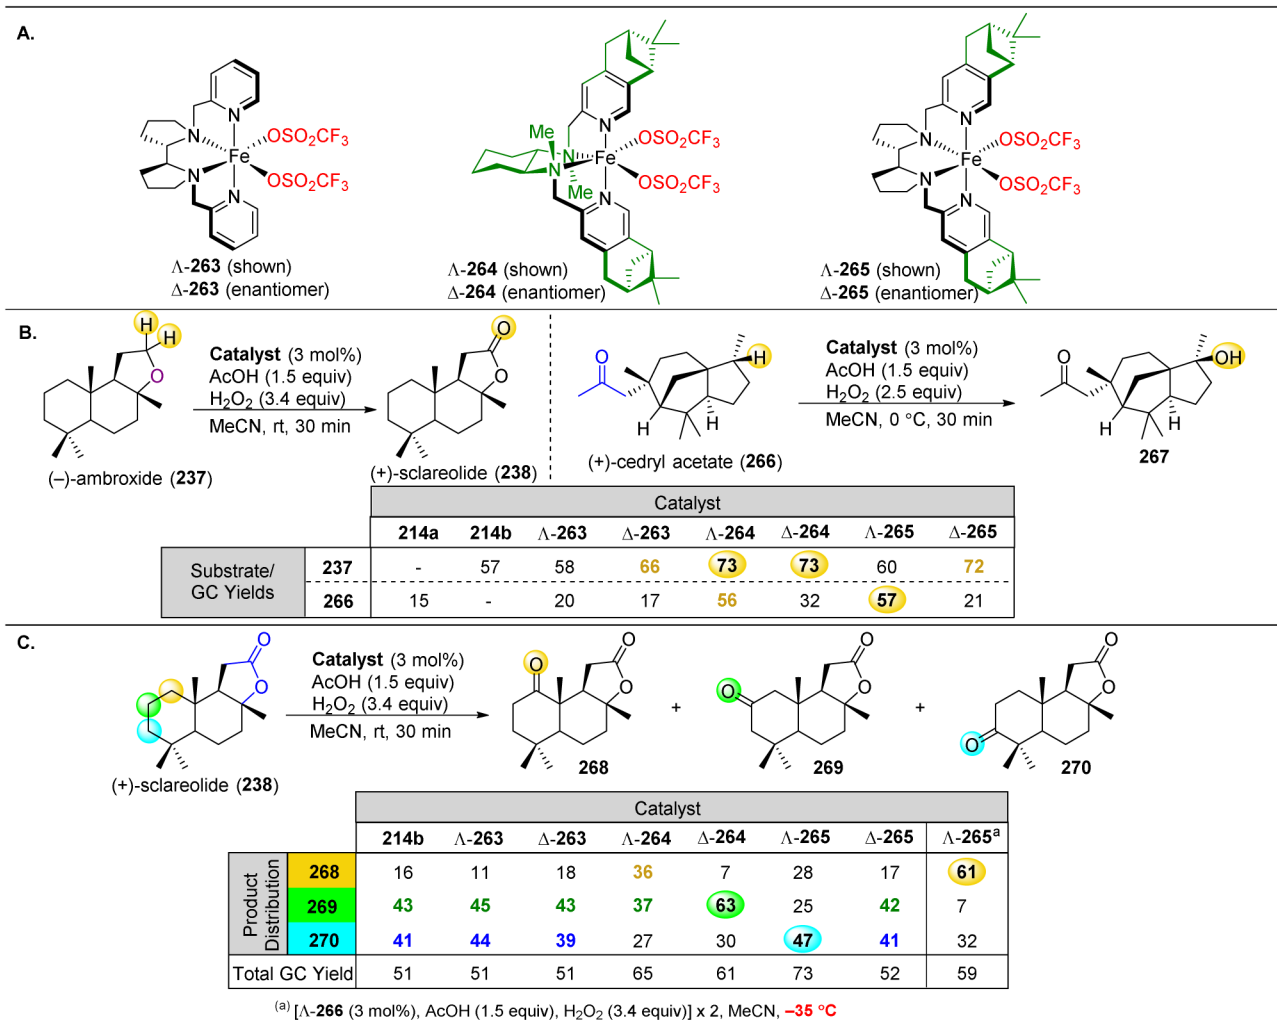 A.
N
N
N
N
Fe
OSO₂CF₃
OSO₂CF₃
Λ-263 (shown)
Δ-263 (enantiomer)
Me
N
N
N
N
Me
Fe
OSO₂CF₃
OSO₂CF₃
Λ-264 (shown)
Δ-264 (enantiomer)
N
N
N
N
Fe
OSO₂CF₃
OSO₂CF₃
Λ-265 (shown)
Δ-265 (enantiomer)
B.
H
H
O
(–)-ambroxide (237)
Catalyst (3 mol%)
AcOH (1.5 equiv)
H₂O₂ (3.4 equiv)
MeCN, rt, 30 min
O
O
(+)-sclareolide (238)
O
H
H
H
(+)-cedryl acetate (266)
Catalyst (3 mol%)
AcOH (1.5 equiv)
H₂O₂ (2.5 equiv)
MeCN, 0 °C, 30 min
O
OH
H
H
267
Catalyst
214a 214b Λ-263 Δ-263 Λ-264 Δ-264 Λ-265 Δ-265
Substrate/
GC Yields
237 - 57 58 66 73 73 60 72
266 15 - 20 17 56 32 57 21
C.
O
O
(+)-sclareolide (238)
Catalyst (3 mol%)
AcOH (1.5 equiv)
H₂O₂ (3.4 equiv)
MeCN, rt, 30 min
O
O
O
268
+
O
O
O
269
+
O
O
O
270
Catalyst
214b Λ-263 Δ-263 Λ-264 Δ-264 Λ-265 Δ-265 Λ-265ᵃ
Product
Distribution
268 16 11 18 36 7 28 17 61
269 43 45 43 37 63 25 42 7
270 41 44 39 27 30 47 41 32
Total GC Yield 51 51 51 65 61 73 52 59
(a) [Λ-266 (3 mol%), AcOH (1.5 equiv), H₂O₂ (3.4 equiv)] x 2, MeCN, –35 °C